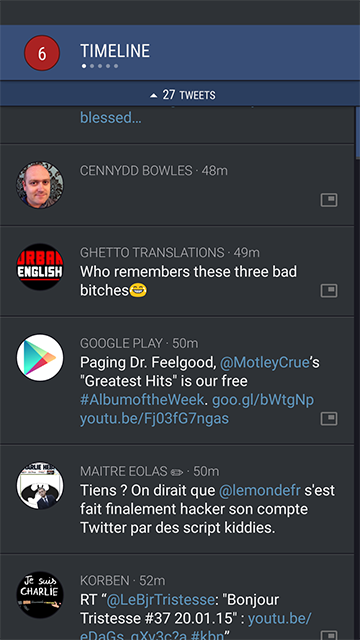 6
TIMELINE
27 TWEETS
blessed…
CENNYDD BOWLES · 48m
GHETTO TRANSLATIONS · 49m
URBAN
ENGLISH
Who remembers these three bad
bitches😂
GOOGLE PLAY · 50m
Paging Dr. Feelgood, @MotleyCrue's
"Greatest Hits" is our free
#AlbumoftheWeek. goo.gl/bWtgNp
youtu.be/Fj03fG7ngas
MAITRE EOLAS ✏ · 50m
Tiens ? On dirait que @lemondefr s'est
fait finalement hacker son compte
Twitter par des script kiddies.
KORBEN · 52m
Je suis
CHARLIE
RT “@LeBjrTristesse: "Bonjour
Tristesse #37 20.01.15" : youtu.be/
eDaGs_gXv3c?a #kbn”